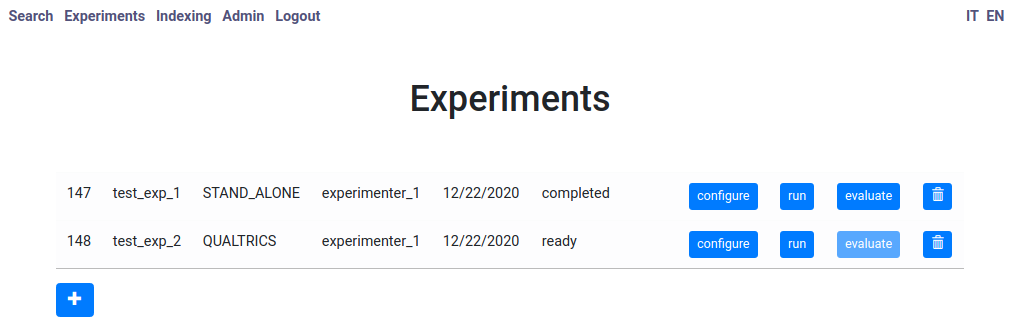 Search Experiments Indexing Admin Logout IT EN
Experiments
147 test_exp_1 STAND_ALONE experimenter_1 12/22/2020 completed configure run evaluate
148 test_exp_2 QUALTRICS experimenter_1 12/22/2020 ready configure run evaluate